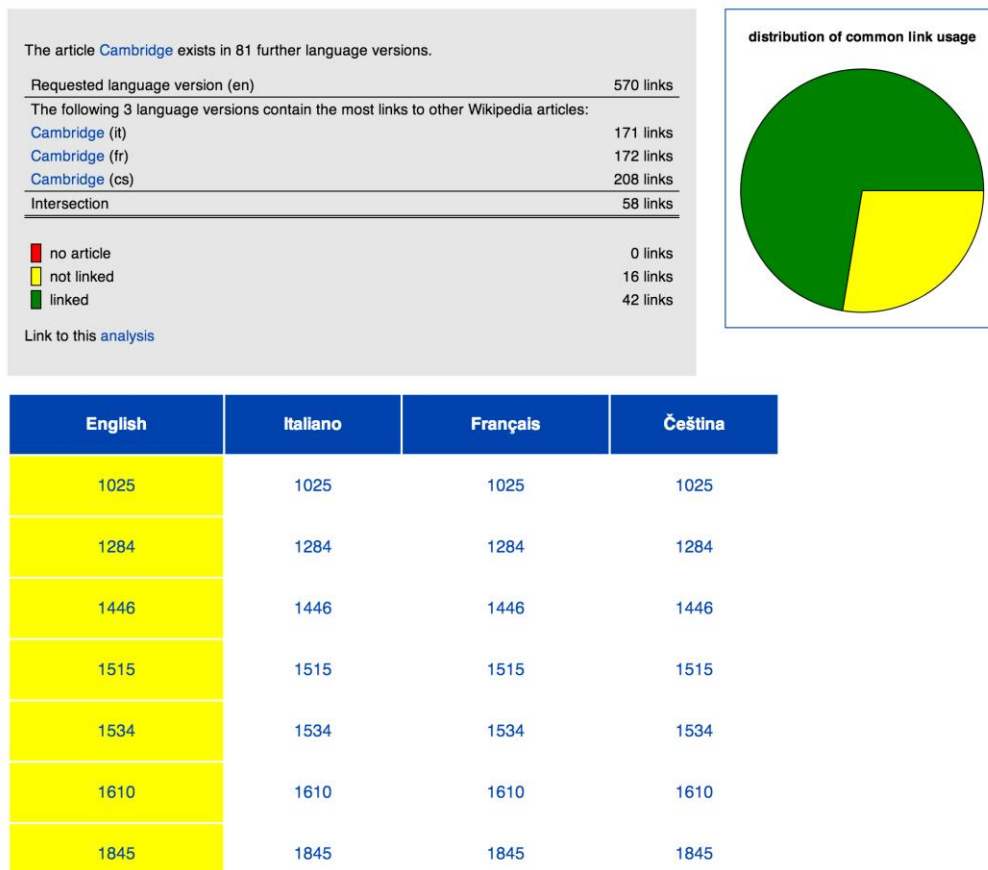 The article Cambridge exists in 81 further language versions.
Requested language version (en) 570 links
The following 3 language versions contain the most links to other Wikipedia articles:
Cambridge (it) 171 links
Cambridge (fr) 172 links
Cambridge (cs) 208 links
Intersection 58 links
no article 0 links
not linked 16 links
linked 42 links
Link to this analysis
distribution of common link usage
English Italiano Français Čeština
1025 1025 1025 1025
1284 1284 1284 1284
1446 1446 1446 1446
1515 1515 1515 1515
1534 1534 1534 1534
1610 1610 1610 1610
1845 1845 1845 1845